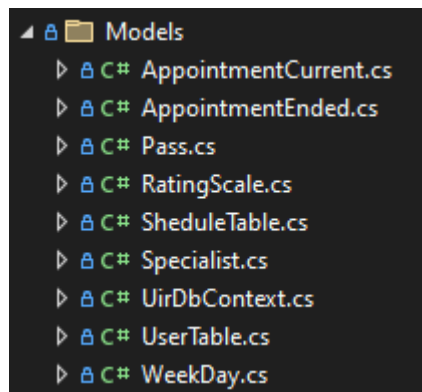 Models
C# AppointmentCurrent.cs
C# AppointmentEnded.cs
C# Pass.cs
C# RatingScale.cs
C# SheduleTable.cs
C# Specialist.cs
C# UirDbContext.cs
C# UserTable.cs
C# WeekDay.cs